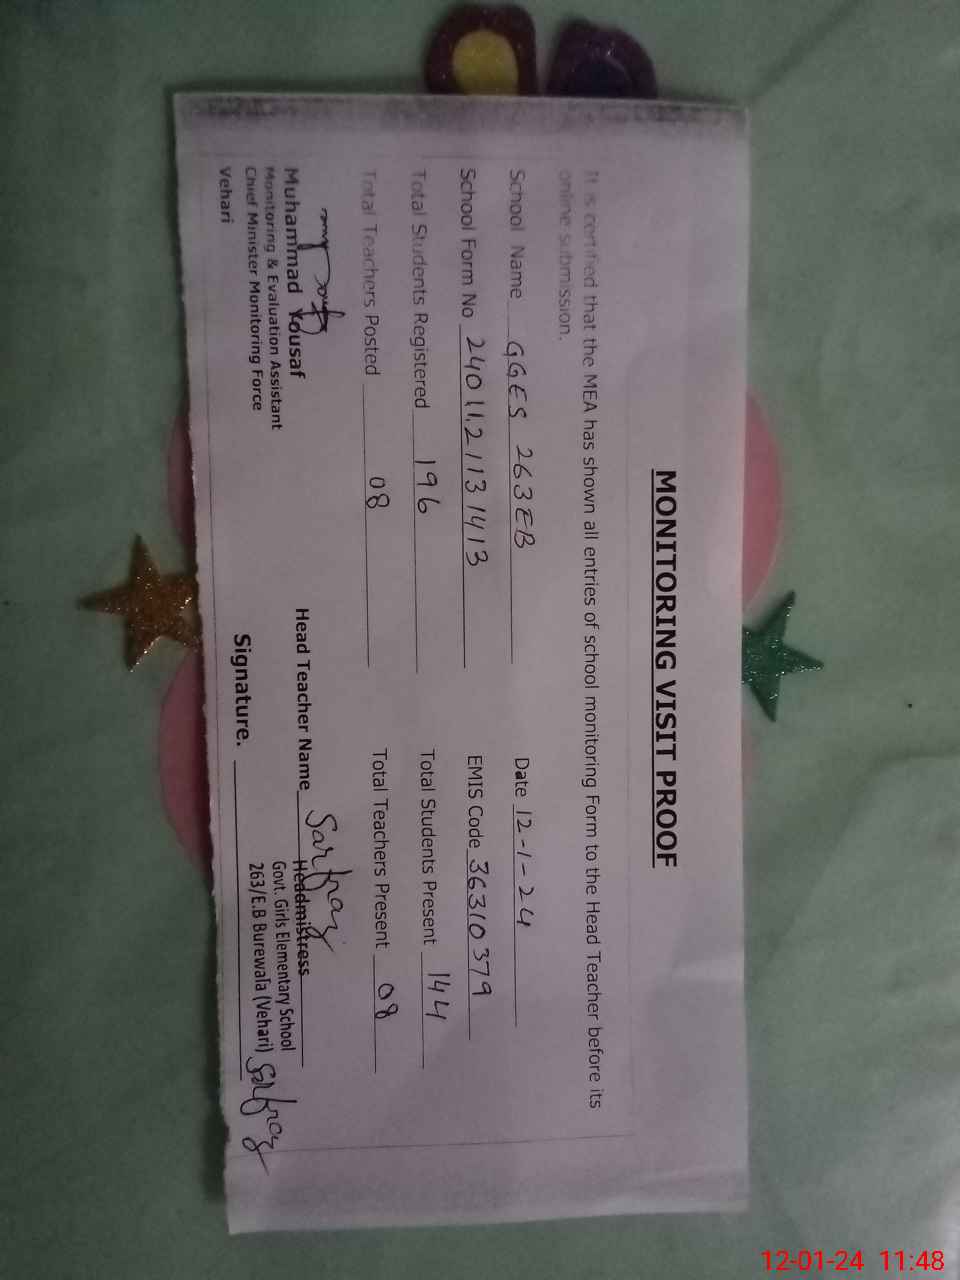 MONITORING VISIT PROOF
It is certified that the MEA has shown all entries of school monitoring Form to the Head Teacher before its
online submission.
School Name GGES 263EB Date 12-1-24
School Form No 2401121131413 EMIS Code 36310379
Total Students Registered 196 Total Students Present 144
Total Teachers Posted 08 Total Teachers Present 08
Muhammad Yousaf
Monitoring & Evaluation Assistant
Chief Minister Monitoring Force
Vehari
Head Teacher Name Sarfraz
Headmistress
Govt. Girls Elementary School
263/E.B Burewala (Vehari)
Signature. Sarfraz
12-01-24 11:48